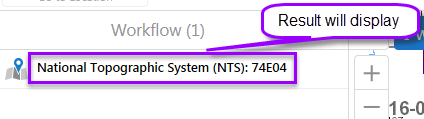 Workflow (1)
Result will display
National Topographic System (NTS): 74E04
+
−
16-0